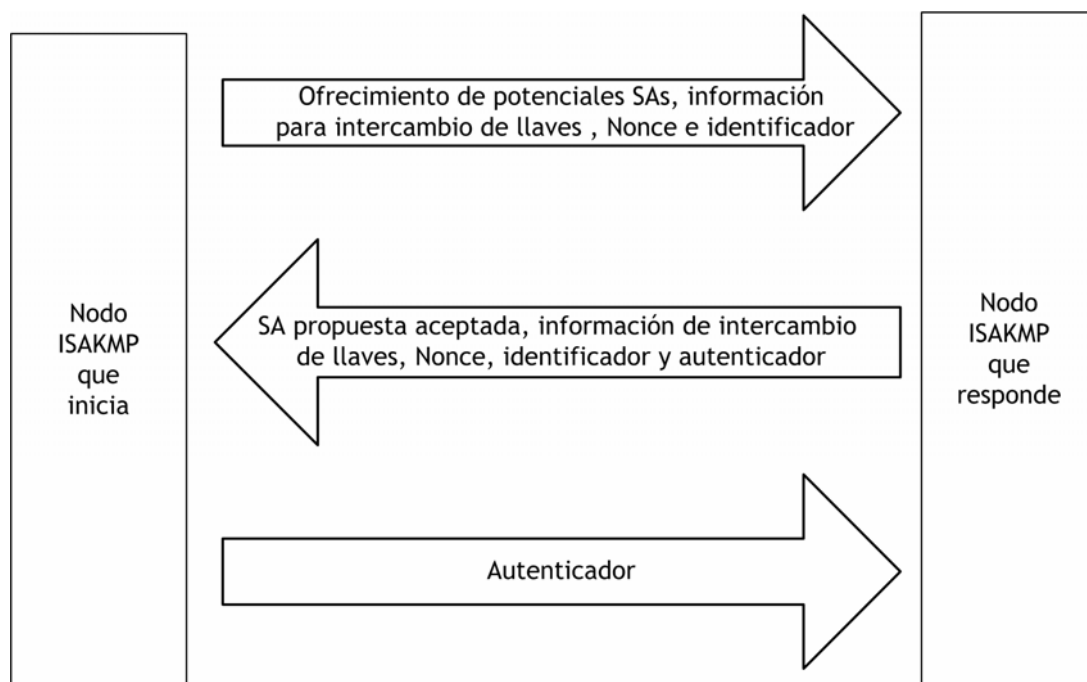 Ofrecimiento de potenciales SAs, información
para intercambio de llaves , Nonce e identificador
Nodo
ISAKMP
que
inicia
SA propuesta aceptada, información de intercambio
de llaves, Nonce, identificador y autenticador
Nodo
ISAKMP
que
responde
Autenticador